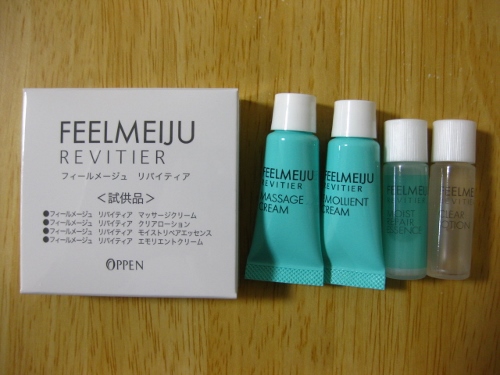 FEELMEIJU
REVITIER
フィールメージュ リバイティア
＜試供品＞
●フィールメージュ リバイティア マッサージクリーム
●フィールメージュ リバイティア クリアローション
●フィールメージュ リバイティア モイストリペアエッセンス
●フィールメージュ リバイティア エモリエントクリーム
OPPEN
FEELMEIJU
REVITIER
MASSAGE
CREAM
FEELMEIJU
REVITIER
EMOLLIENT
CREAM
FEELMEIJU
REVITIER
MOIST
REPAIR
ESSENCE
FEELMEIJU
REVITIER
CLEAR
LOTION